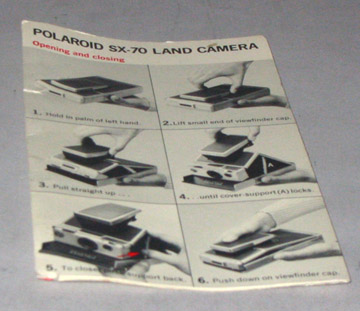 POLAROID SX-70 LAND CAMERA
Opening and closing
1. Hold in palm of left hand.
2. Lift small end of viewfinder cap.
3. Pull straight up . . .
4. . . . until cover-support (A) locks.
A
5. To close, support back.
6. Push down on viewfinder cap.